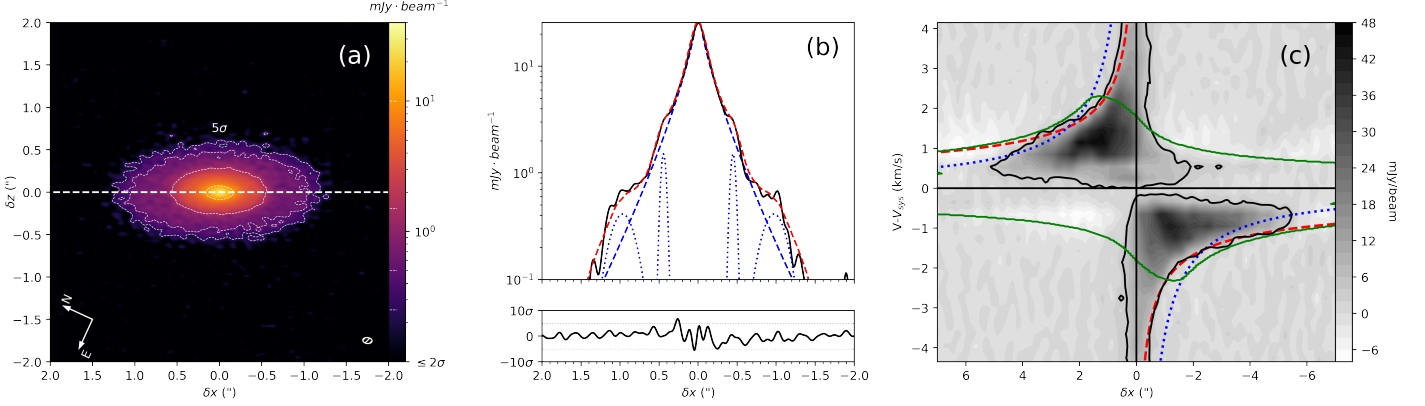 mJy · beam⁻¹
(a)
5σ
N
E
δz (")
2.0
1.5
1.0
0.5
0.0
−0.5
−1.0
−1.5
−2.0
2.0 1.5 1.0 0.5 0.0 −0.5 −1.0 −1.5 −2.0
δx (")
10¹
10⁰
≤ 2σ
(b)
mJy · beam⁻¹
10¹
10⁰
10⁻¹
10σ
0
−10σ
2.0 1.5 1.0 0.5 0.0 −0.5 −1.0 −1.5 −2.0
δx (")
(c)
V-Vsys (km/s)
4
3
2
1
0
−1
−2
−3
−4
6 4 2 0 −2 −4 −6
δx (")
48
42
36
30
24
18
12
6
0
−6
mJy/beam